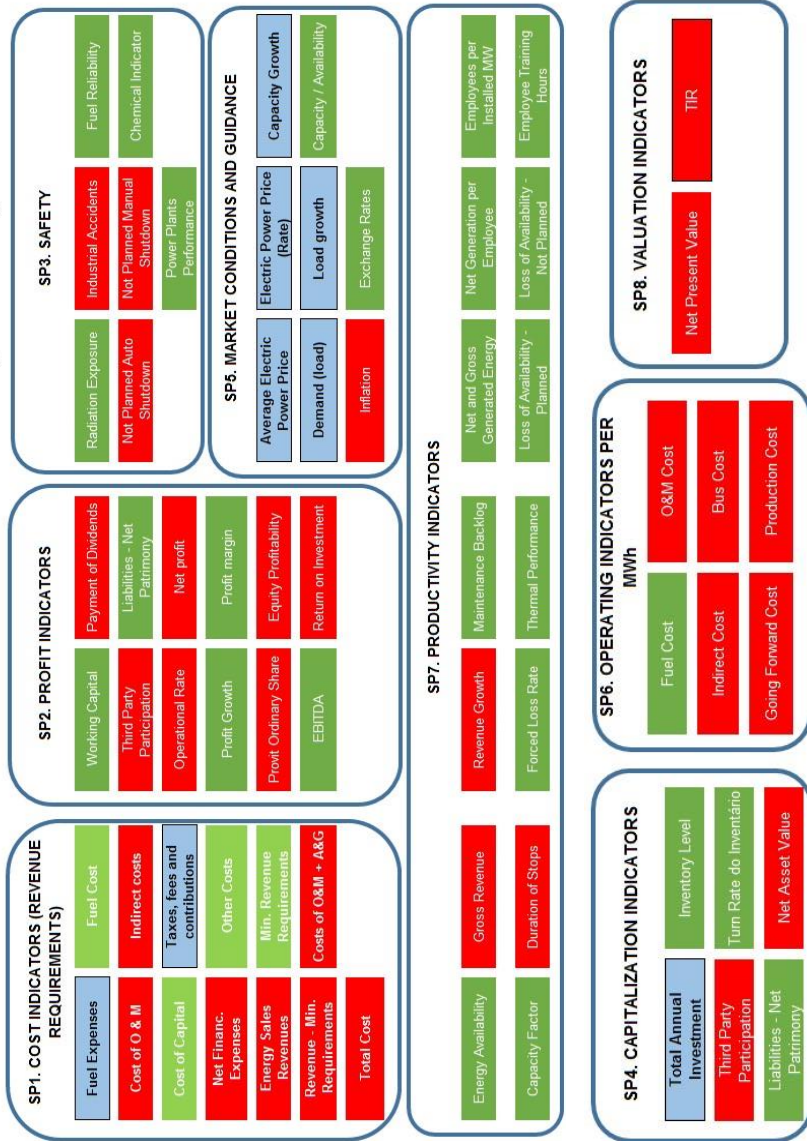 SP1. COST INDICATORS (REVENUE
REQUIREMENTS)
Fuel Expenses
Fuel Cost
Cost of O & M
Indirect costs
Cost of Capital
Taxes, fees and
contributions
Net Financ.
Expenses
Other Costs
Energy Sales
Revenues
Min. Revenue
Requirements
Revenue - Min.
Requirements
Costs of O&M + A&G
Total Cost
SP2. PROFIT INDICATORS
Working Capital
Payment of Dividends
Third Party
Participation
Liabilities - Net
Patrimony
Operational Rate
Net profit
Profit Growth
Profit margin
Provit Ordinary Share
Equity Profitability
EBITDA
Return on Investment
SP3. SAFETY
Radiation Exposure
Industrial Accidents
Fuel Reliability
Not Planned Auto
Shutdown
Not Planned Manual
Shutdown
Chemical Indicator
Power Plants
Performance
SP5. MARKET CONDITIONS AND GUIDANCE
Average Electric
Power Price
Electric Power Price
(Rate)
Capacity Growth
Demand (load)
Load growth
Capacity / Availability
Inflation
Exchange Rates
SP7. PRODUCTIVITY INDICATORS
Energy Availability
Gross Revenue
Revenue Growth
Maintenance Backlog
Net and Gross
Generated Energy
Net Generation per
Employee
Employees per
Installed MW
Capacity Factor
Duration of Stops
Forced Loss Rate
Thermal Performance
Loss of Availability -
Planned
Loss of Availability -
Not Planned
Employee Training
Hours
SP4. CAPITALIZATION INDICATORS
Total Annual
Investment
Inventory Level
Third Party
Participation
Turn Rate do Inventário
Liabilities - Net
Patrimony
Net Asset Value
SP6. OPERATING INDICATORS PER
MWh
Fuel Cost
O&M Cost
Indirect Cost
Bus Cost
Going Forward Cost
Production Cost
SP8. VALUATION INDICATORS
Net Present Value
TIR